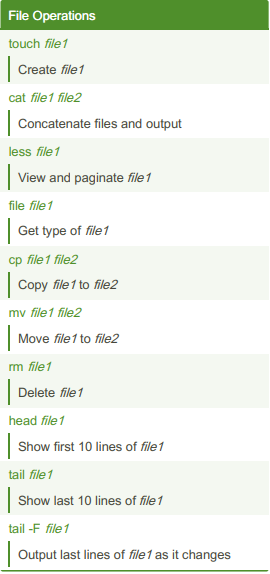 File Operations
touch file1
Create file1
cat file1 file2
Concatenate files and output
less file1
View and paginate file1
file file1
Get type of file1
cp file1 file2
Copy file1 to file2
mv file1 file2
Move file1 to file2
rm file1
Delete file1
head file1
Show first 10 lines of file1
tail file1
Show last 10 lines of file1
tail -F file1
Output last lines of file1 as it changes